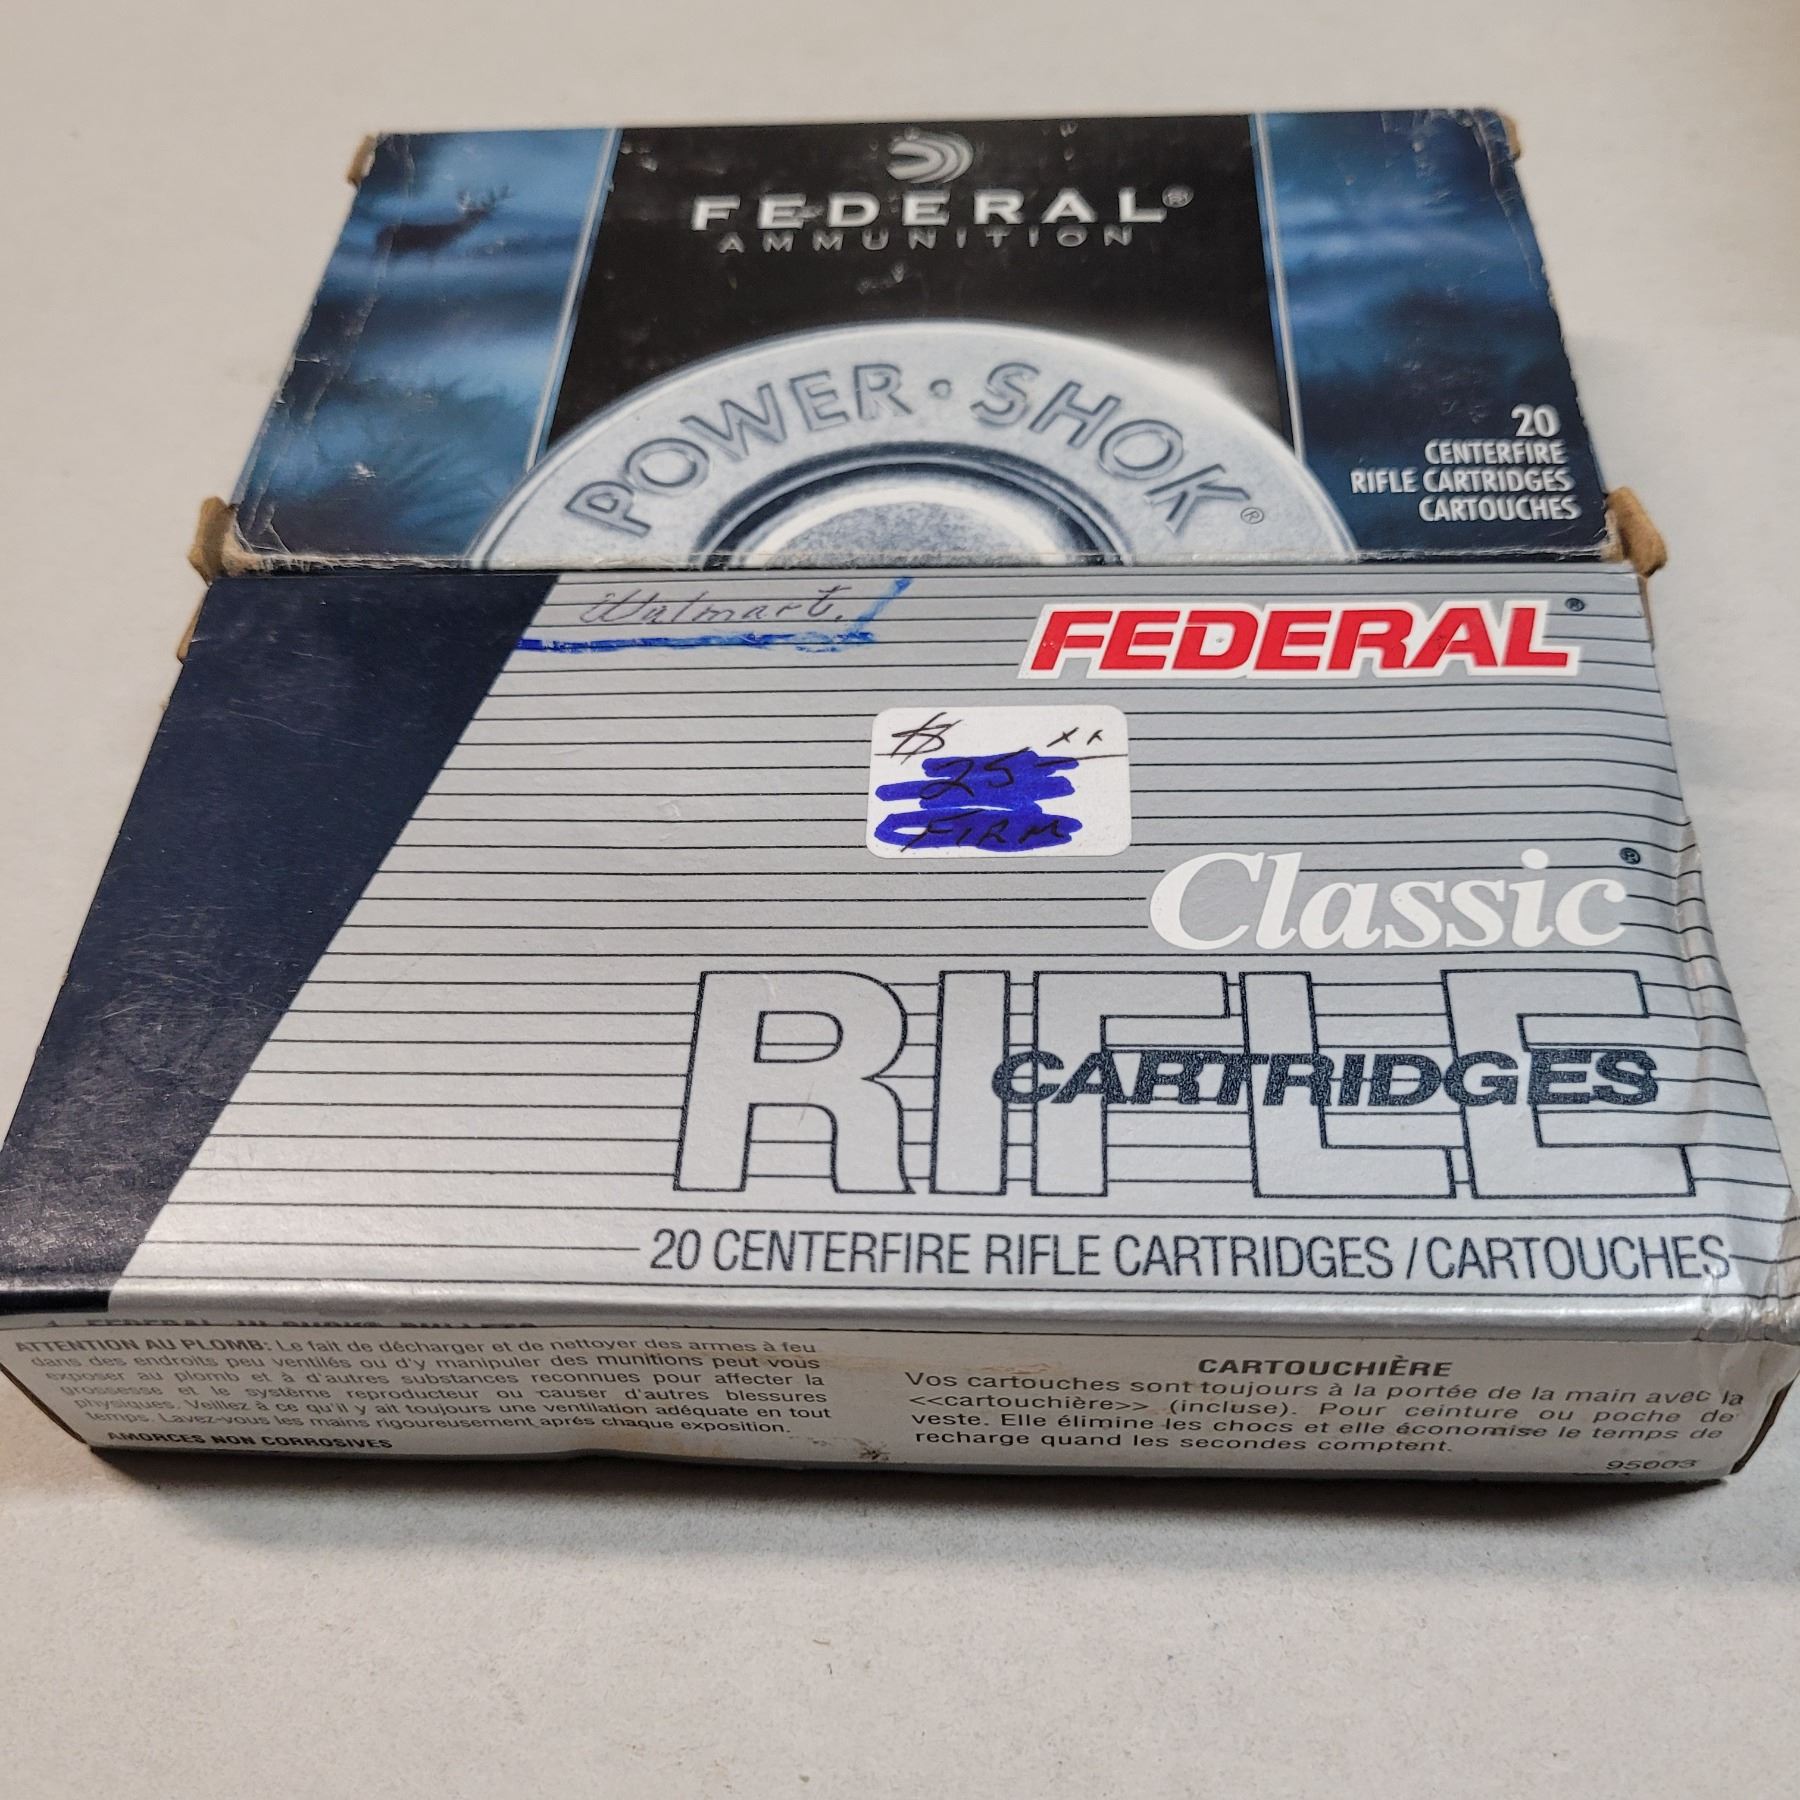 FEDERAL®
AMMUNITION
POWER·SHOK®
20
CENTERFIRE
RIFLE CARTRIDGES
CARTOUCHES
Walmart.
FEDERAL®
$
25
FIRM
Classic®
RIFLE
CARTRIDGES
20 CENTERFIRE RIFLE CARTRIDGES / CARTOUCHES
ATTENTION AU PLOMB: Le fait de décharger et de nettoyer des armes à feu
dans des endroits peu ventilés ou d'y manipuler des munitions peut vous
exposer au plomb et à d'autres substances reconnues pour affecter la
grossesse et le système reproducteur ou causer d'autres blessures
physiques. Veillez à ce qu'il y ait toujours une ventilation adéquate en tout
temps. Lavez-vous les mains rigoureusement aprés chaque exposition.
AMORCES NON CORROSIVES
CARTOUCHIÈRE
Vos cartouches sont toujours à la portée de la main avec la
<<cartouchière>> (incluse). Pour ceinture ou poche de
veste. Elle élimine les chocs et elle économise le temps de
recharge quand les secondes comptent.
95003